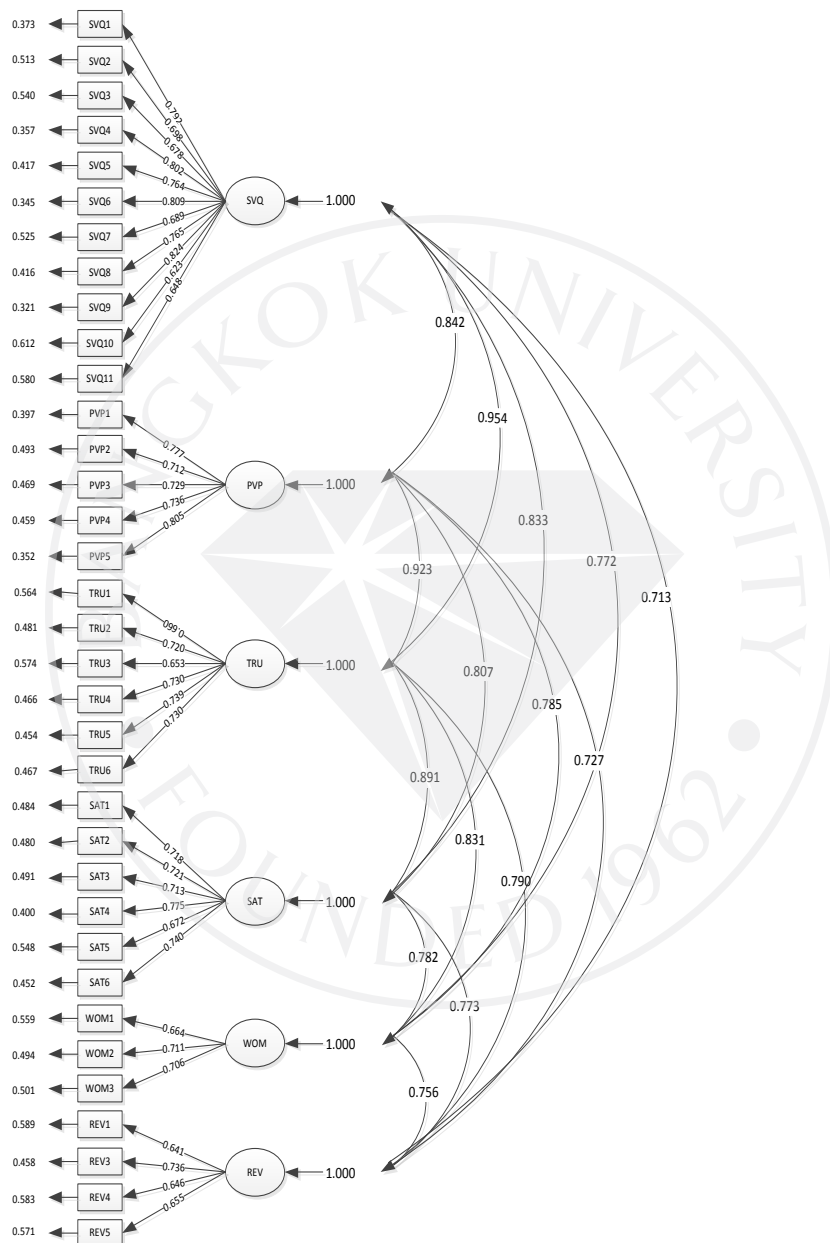 0.373 SVQ1
0.513 SVQ2
0.540 SVQ3
0.357 SVQ4
0.417 SVQ5
0.345 SVQ6
0.525 SVQ7
0.416 SVQ8
0.321 SVQ9
0.612 SVQ10
0.580 SVQ11
0.792
0.698
0.678
0.802
0.764
0.809
0.689
0.765
0.824
0.623
0.648
SVQ 1.000
0.397 PVP1
0.493 PVP2
0.469 PVP3
0.459 PVP4
0.352 PVP5
0.777
0.712
0.729
0.736
0.805
PVP 1.000
0.564 TRU1
0.481 TRU2
0.574 TRU3
0.466 TRU4
0.454 TRU5
0.467 TRU6
0.660
0.720
0.653
0.730
0.739
0.730
TRU 1.000
0.484 SAT1
0.480 SAT2
0.491 SAT3
0.400 SAT4
0.548 SAT5
0.452 SAT6
0.718
0.721
0.713
0.775
0.672
0.740
SAT 1.000
0.559 WOM1
0.494 WOM2
0.501 WOM3
0.664
0.711
0.706
WOM 1.000
0.589 REV1
0.458 REV3
0.583 REV4
0.571 REV5
0.641
0.736
0.646
0.655
REV 1.000
0.842
0.954
0.833
0.772
0.713
0.923
0.807
0.785
0.727
0.891
0.831
0.790
0.782
0.773
0.756
BANGKOK UNIVERSITY
FOUNDED 1962